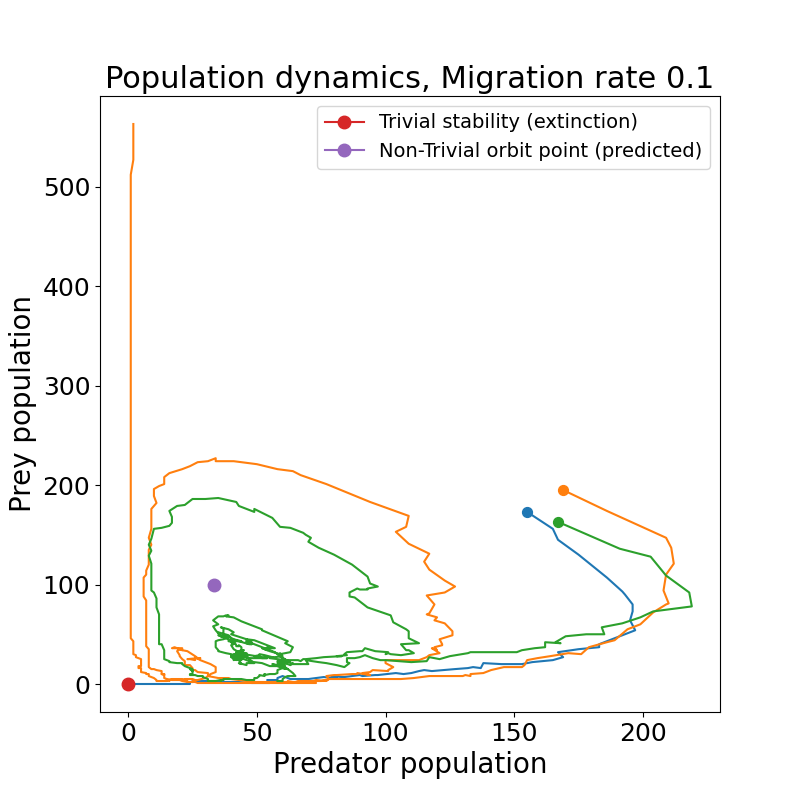 Population dynamics, Migration rate 0.1
Trivial stability (extinction)
Non-Trivial orbit point (predicted)
Prey population
500
400
300
200
100
0
0 50 100 150 200
Predator population